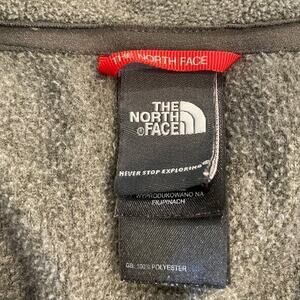 THE NORTH FACE
THE
NORTH
FACE
NEVER STOP EXPLORING
WYPRODUKOWANO NA
FILIPINACH
GB: 100% POLYESTER